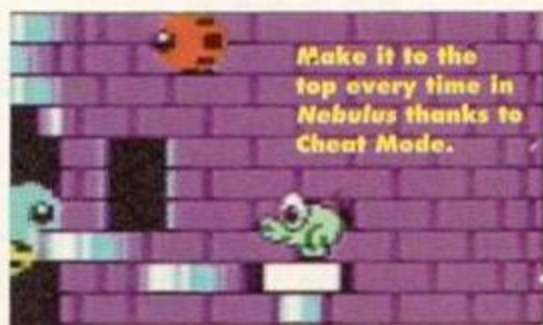 Make it to the
top every time in
Nebulus thanks to
Cheat Mode.